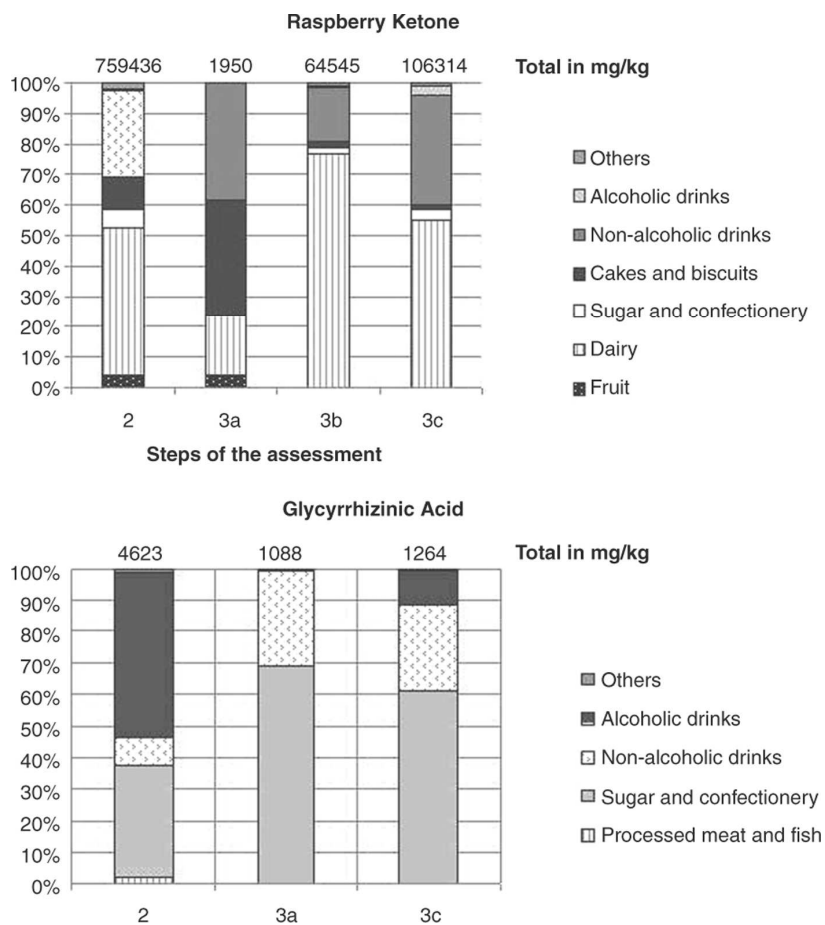 Raspberry Ketone
759436 1950 64545 106314 Total in mg/kg
100%
90%
80%
70%
60%
50%
40%
30%
20%
10%
0%
Others
Alcoholic drinks
Non-alcoholic drinks
Cakes and biscuits
Sugar and confectionery
Dairy
Fruit
2 3a 3b 3c
Steps of the assessment
Glycyrrhizinic Acid
4623 1088 1264 Total in mg/kg
100%
90%
80%
70%
60%
50%
40%
30%
20%
10%
0%
Others
Alcoholic drinks
Non-alcoholic drinks
Sugar and confectionery
Processed meat and fish
2 3a 3c